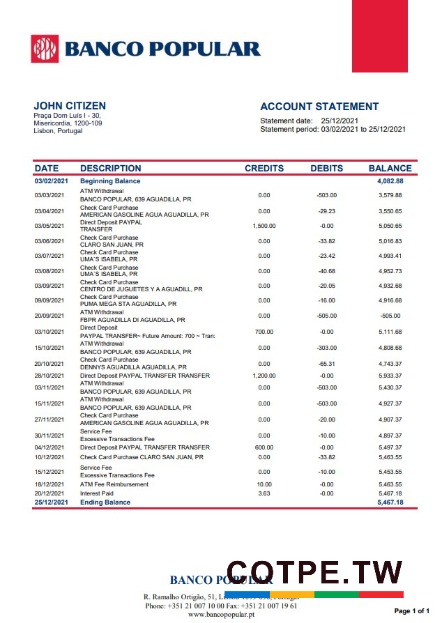 BANCO POPULAR
JOHN CITIZEN
Praça Dom Luís I - 30,
Misericordia, 1200-109
Lisbon, Portugal
ACCOUNT STATEMENT
Statement date: 25/12/2021
Statement period: 03/02/2021 to 25/12/2021
DATE DESCRIPTION CREDITS DEBITS BALANCE
03/02/2021 Beginning Balance 4,082.88
03/03/2021 ATM Withdrawal
BANCO POPULAR, 639 AGUADILLA, PR 0.00 -503.00 3,579.88
03/04/2021 Check Card Purchase
AMERICAN GASOLINE AGUA AGUADILLA, PR 0.00 -29.23 3,550.65
03/05/2021 Direct Deposit PAYPAL
TRANSFER 1,500.00 -0.00 5,050.65
03/06/2021 Check Card Purchase
CLARO SAN JUAN, PR 0.00 -33.82 5,016.83
03/07/2021 Check Card Purchase
UMA'S ISABELA, PR 0.00 -23.42 4,993.41
03/08/2021 Check Card Purchase
UMA'S ISABELA, PR 0.00 -40.68 4,952.73
03/09/2021 Check Card Purchase
CENTRO DE JUGUETES Y A AGUADILL, PR 0.00 -20.05 4,932.68
09/09/2021 Check Card Purchase
PUMA MEGA STA AGUADILLA, PR 0.00 -16.00 4,916.68
20/09/2021 ATM Withdrawal
FBPR AGUADILLA DI AGUADILLA, PR 0.00 -505.00 -505.00
03/10/2021 Direct Deposit
PAYPAL TRANSFER~ Future Amount: 700 ~ Tran: 700.00 -0.00 5,111.68
15/10/2021 ATM Withdrawal
BANCO POPULAR, 639 AGUADILLA, PR 0.00 -303.00 4,808.68
20/10/2021 Check Card Purchase
DENNYS AGUADILLA AGUADILLA, PR 0.00 -65.31 4,743.37
26/10/2021 Direct Deposit PAYPAL TRANSFER TRANSFER 1,200.00 -0.00 5,933.37
03/11/2021 ATM Withdrawal
BANCO POPULAR, 639 AGUADILLA, PR 0.00 -503.00 5,430.37
15/11/2021 ATM Withdrawal
BANCO POPULAR, 639 AGUADILLA, PR 0.00 -503.00 4,927.37
27/11/2021 Check Card Purchase
AMERICAN GASOLINE AGUA AGUADILLA, PR 0.00 -20.00 4,907.37
30/11/2021 Service Fee
Excessive Transactions Fee 0.00 -10.00 4,897.37
04/12/2021 Direct Deposit PAYPAL TRANSFER TRANSFER 600.00 -0.00 5,497.37
10/12/2021 Check Card Purchase CLARO SAN JUAN, PR 0.00 -33.82 5,463.55
15/12/2021 Service Fee
Excessive Transactions Fee 0.00 -10.00 5,453.55
18/12/2021 ATM Fee Reimbursement 10.00 -0.00 5,463.55
20/12/2021 Interest Paid 3.63 -0.00 5,467.18
25/12/2021 Ending Balance 5,467.18
COTPE.TW
BANCO POPULAR
R. Ramalho Ortigão, 51,
Phone: +351 21 007 10 00 Fax: +351 21 007 19 61
www.bancopopular.pt
Page 1 of 1